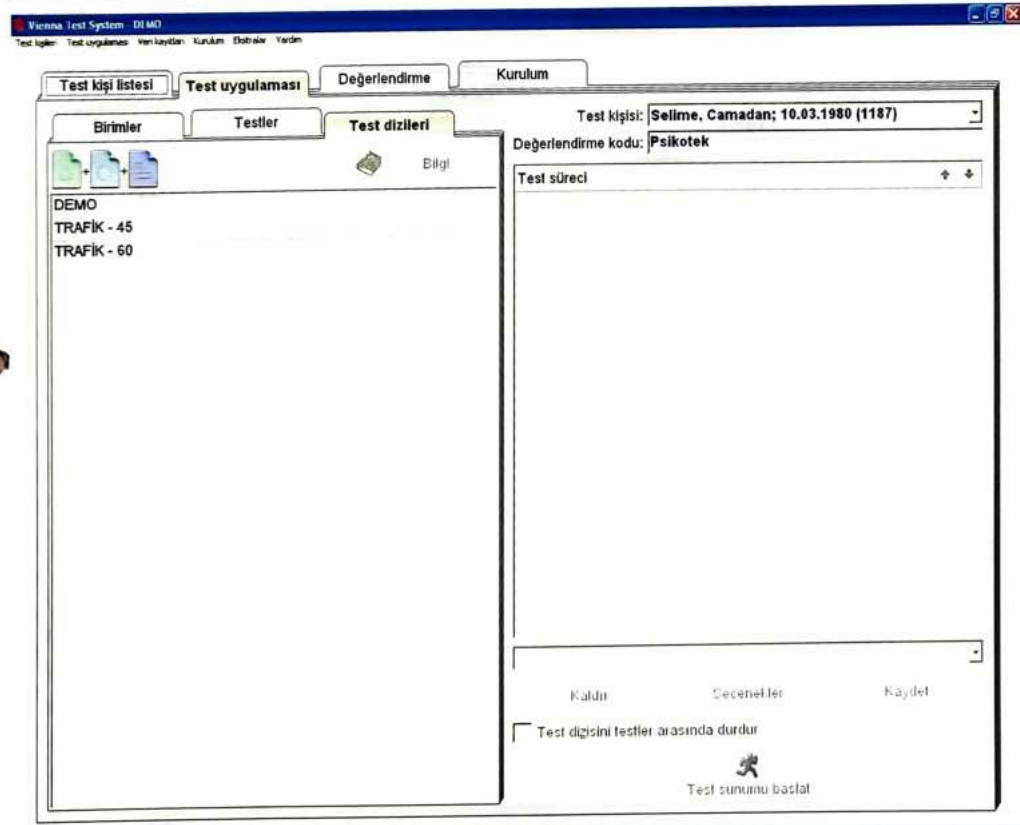 Vienna Test System - DEMO
Test kişileri Test uygulaması Veri kayıtları Kurulum Ekstralar Yardım
Test kişi listesi Test uygulaması Değerlendirme Kurulum
Birimler Testler Test dizileri
Bilgi
DEMO
TRAFİK - 45
TRAFİK - 60
Test kişisi: Selime, Camadan; 10.03.1980 (1187)
Değerlendirme kodu: Psikotek
Test süreci
Kaldır Seçenekler Kaydet
Test dizisini testler arasında durdur
Test sunumu başlat